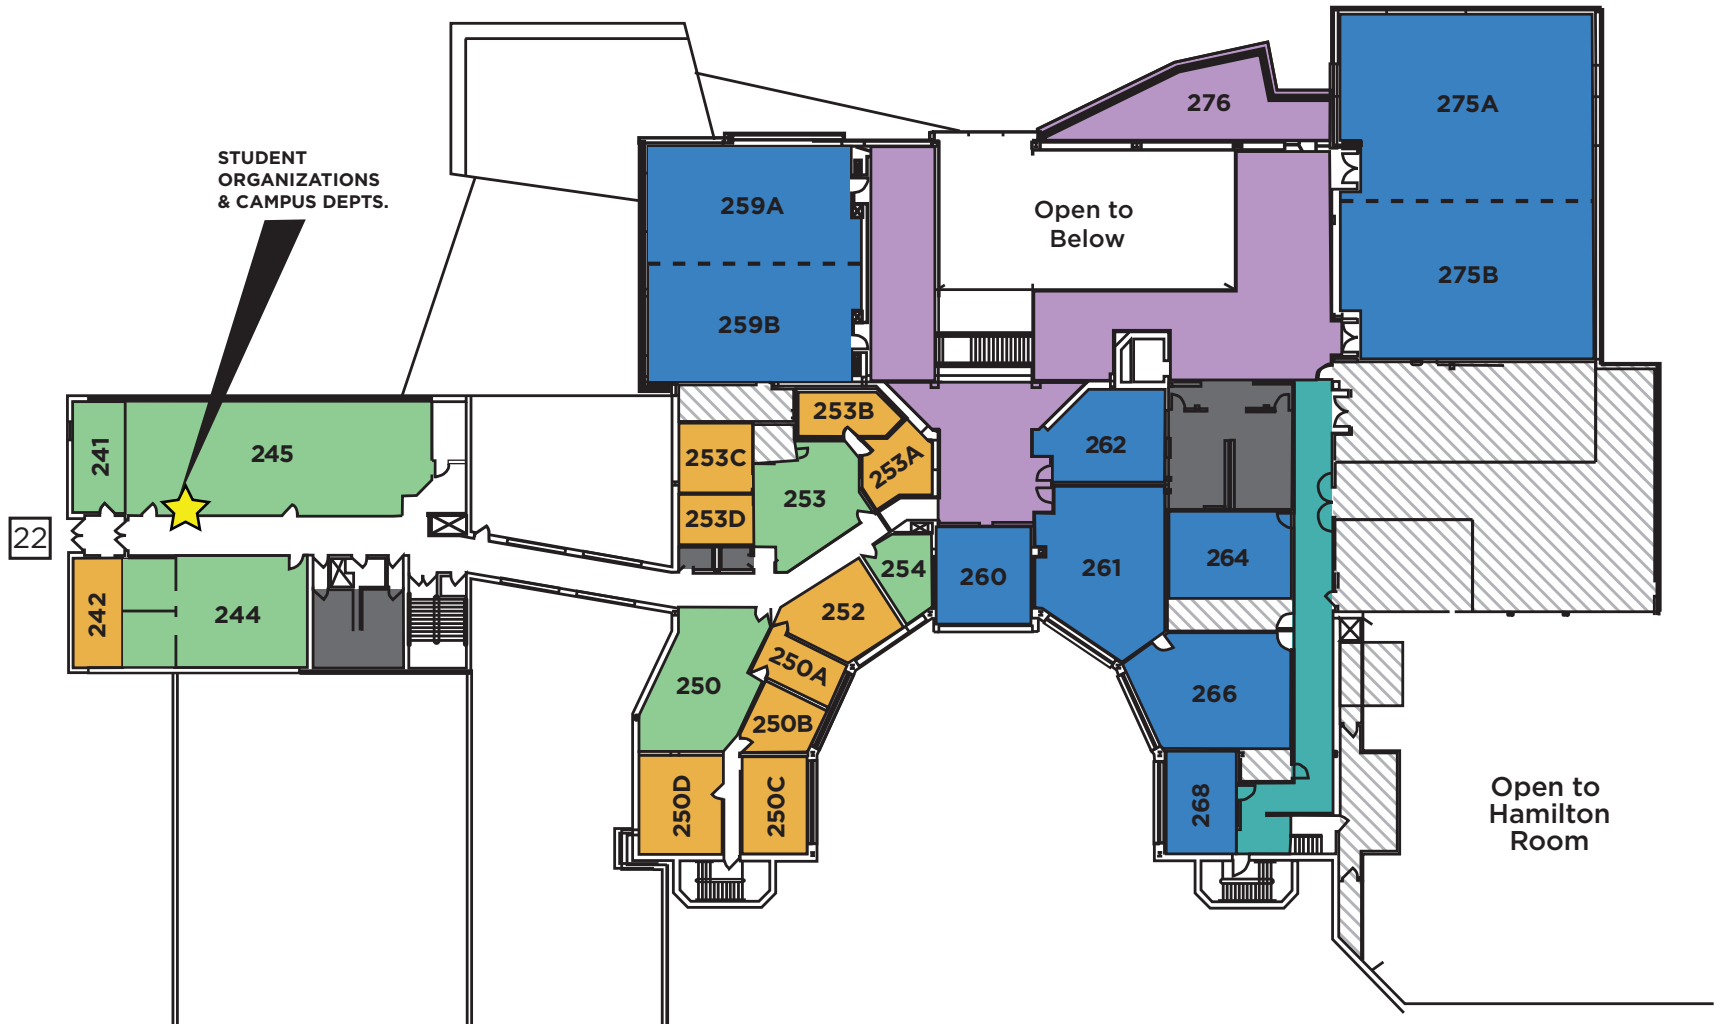 276
275A
STUDENT
ORGANIZATIONS
& CAMPUS DEPTS.
259A
Open to
Below
275B
259B
253B
241
245
253C
253A
262
253
253D
22
254
260
261
264
242
244
252
250A
250
250B
266
250D
250C
268
Open to
Hamilton
Room